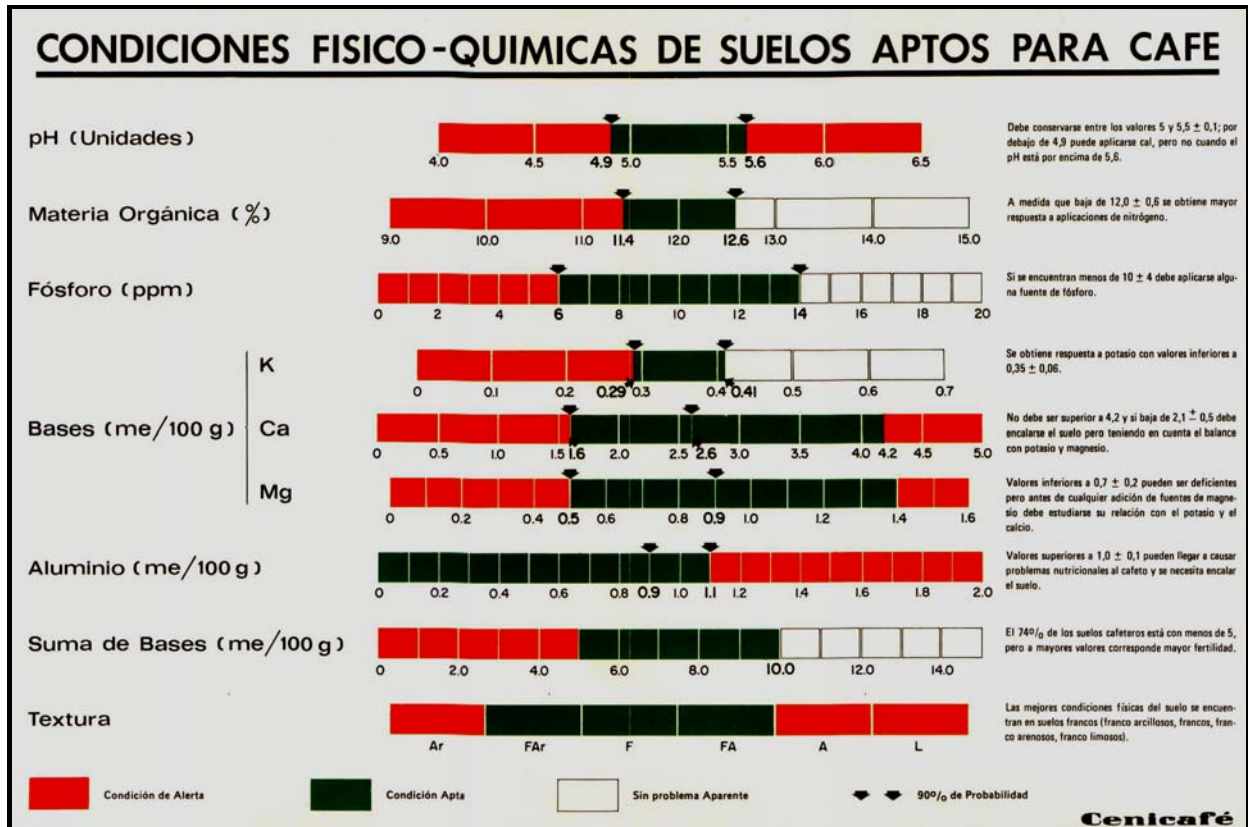 CONDICIONES FISICO-QUIMICAS DE SUELOS APTOS PARA CAFE
pH (Unidades)
4.0 4.5 4.9 5.0 5.5 5.6 6.0 6.5
Debe conservarse entre los valores 5 y 5,5 ± 0,1; por
debajo de 4,9 puede aplicarse cal, pero no cuando el
pH está por encima de 5,6.
Materia Orgánica (%)
9.0 10.0 11.0 11.4 12.0 12.6 13.0 14.0 15.0
A medida que baja de 12,0 ± 0,6 se obtiene mayor
respuesta a aplicaciones de nitrógeno.
Fósforo (ppm)
0 2 4 6 8 10 12 14 16 18 20
Si se encuentran menos de 10 ± 4 debe aplicarse algu-
na fuente de fósforo.
Bases (me/100 g)
K
0 0.1 0.2 0.29 0.3 0.4 0.41 0.5 0.6 0.7
Se obtiene respuesta a potasio con valores inferiores a
0,35 ± 0,06.
Ca
0 0.5 1.0 1.5 1.6 2.0 2.5 2.6 3.0 3.5 4.0 4.2 4.5 5.0
No debe ser superior a 4,2 y si baja de 2,1 ± 0,5 debe
encalarse el suelo pero teniendo en cuenta el balance
con potasio y magnesio.
Mg
0 0.2 0.4 0.5 0.6 0.8 0.9 1.0 1.2 1.4 1.6
Valores inferiores a 0,7 ± 0,2 pueden ser deficientes
pero antes de cualquier adición de fuentes de magne-
sio debe estudiarse su relación con el potasio y el
calcio.
Aluminio (me/100 g)
0 0.2 0.4 0.6 0.8 0.9 1.0 1.1 1.2 1.4 1.6 1.8 2.0
Valores superiores a 1,0 ± 0,1 pueden llegar a causar
problemas nutricionales al cafeto y se necesita encalar
el suelo.
Suma de Bases (me/100 g)
0 2.0 4.0 6.0 8.0 10.0 12.0 14.0
El 74% de los suelos cafeteros está con menos de 5,
pero a mayores valores corresponde mayor fertilidad.
Textura
Ar FAr F FA A L
Las mejores condiciones físicas del suelo se encuen-
tran en suelos francos (franco arcillosos, francos, fran-
co arenosos, franco limosos).
Condición de Alerta
Condición Apta
Sin problema Aparente
90% de Probabilidad
Cenicafé